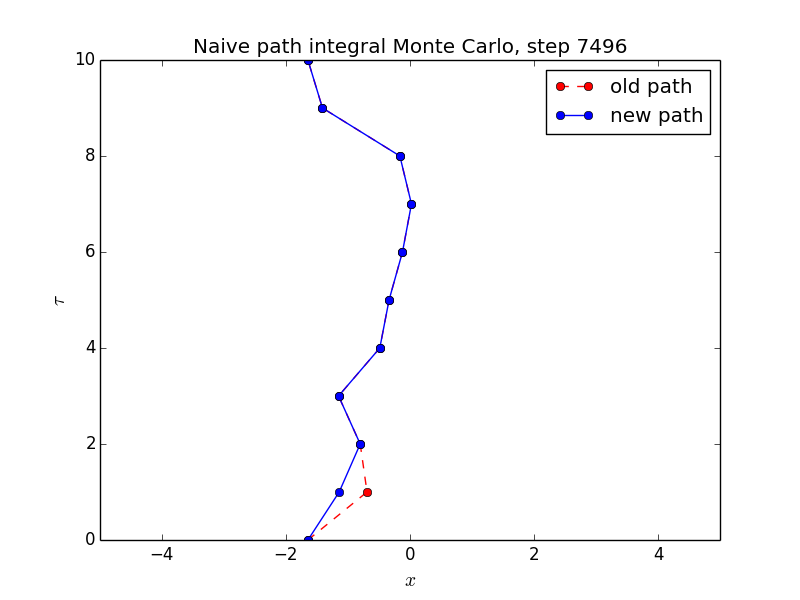 Naive path integral Monte Carlo, step 7496
old path
new path
10
8
6
4
2
0
τ
−4 −2 0 2 4
x